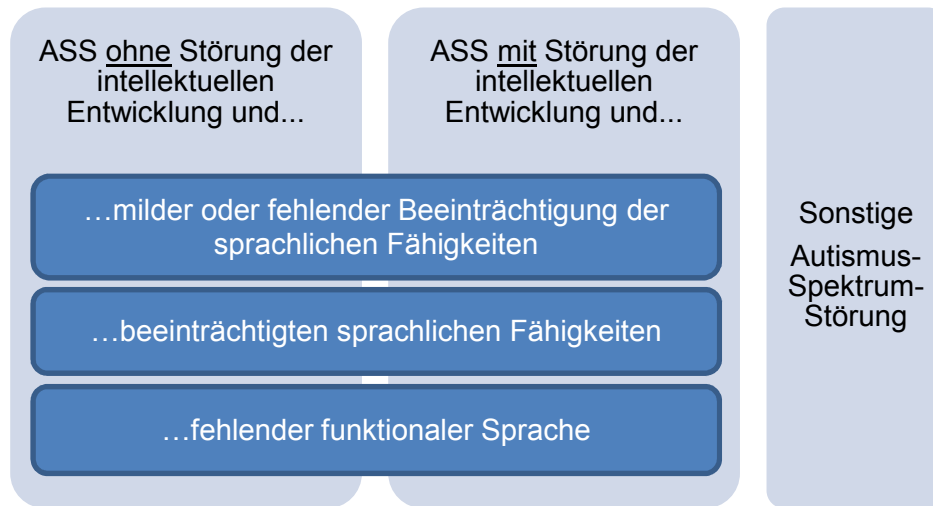 ASS ohne Störung der
intellektuellen
Entwicklung und...
ASS mit Störung der
intellektuellen
Entwicklung und...
…milder oder fehlender Beeinträchtigung der
sprachlichen Fähigkeiten
…beeinträchtigten sprachlichen Fähigkeiten
…fehlender funktionaler Sprache
Sonstige
Autismus-
Spektrum-
Störung